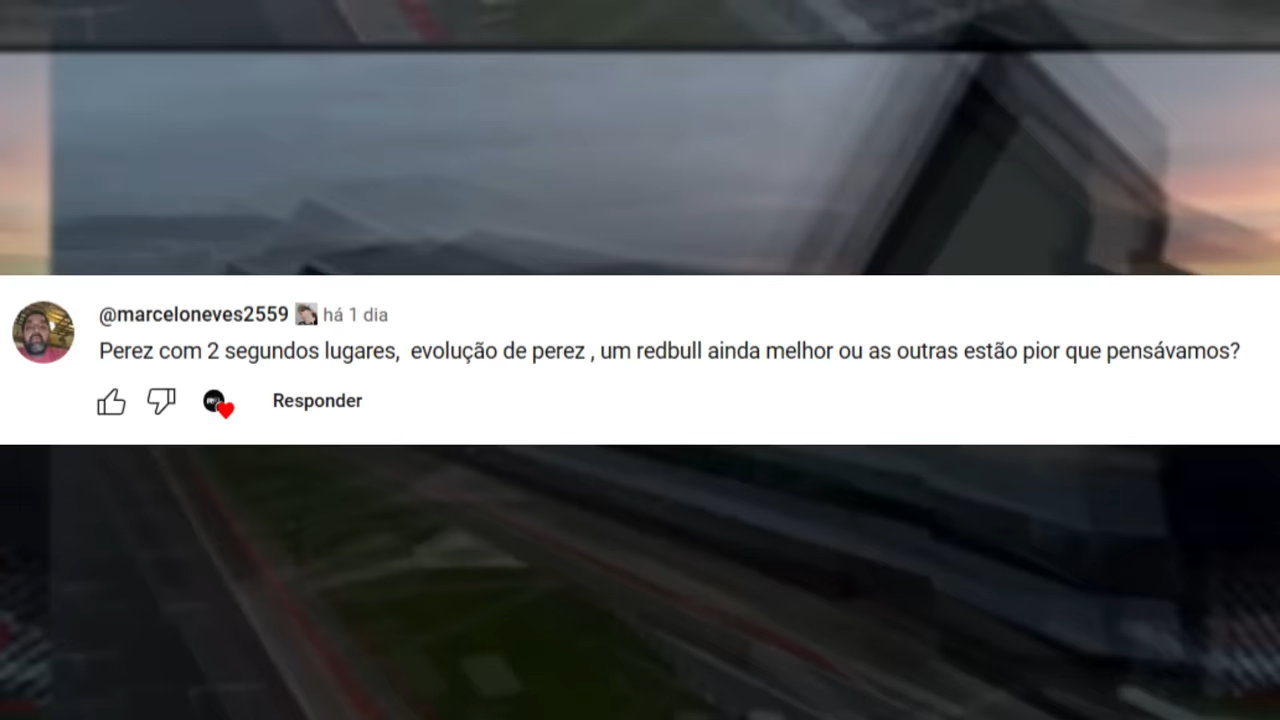 @marceloneves2559 há 1 dia
Perez com 2 segundos lugares,  evolução de perez , um redbull ainda melhor ou as outras estão pior que pensávamos?
Responder